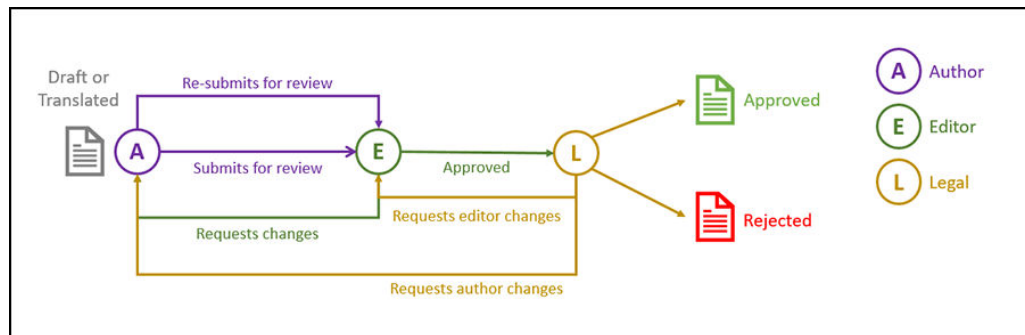 Draft or
Translated
Re-submits for review
A
Submits for review
E
Approved
L
Requests editor changes
Requests changes
Requests author changes
Approved
Rejected
A Author
E Editor
L Legal